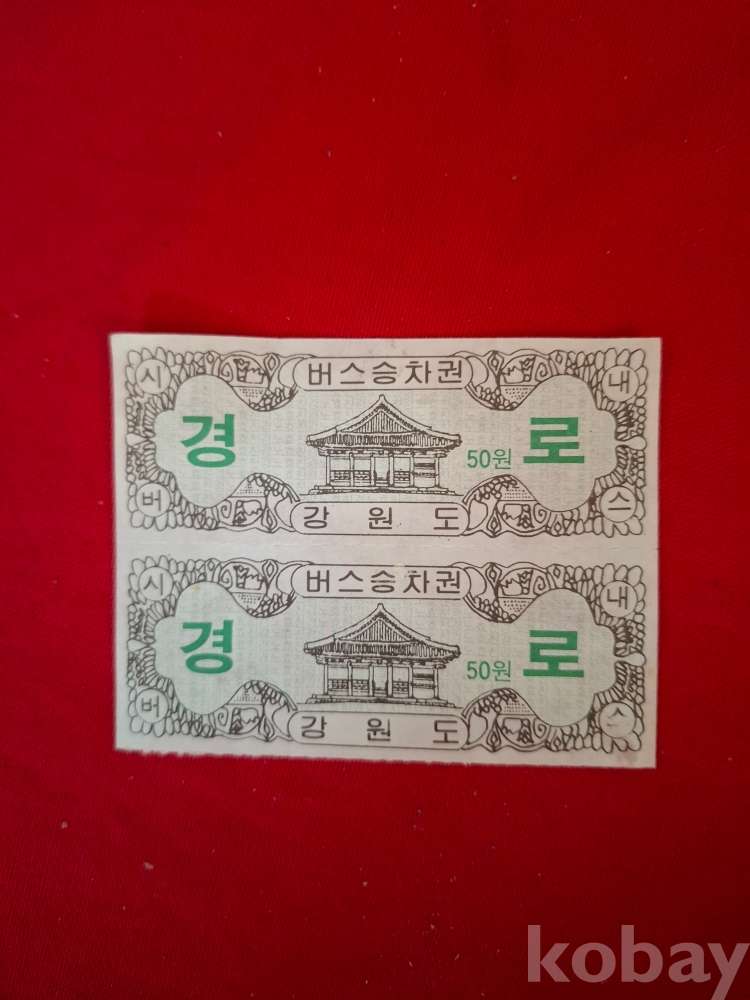 시 버스승차권 내
경 50원 로
버 강 원 도 스
시 버스승차권 내
경 50원 로
버 강 원 도 스
kobay